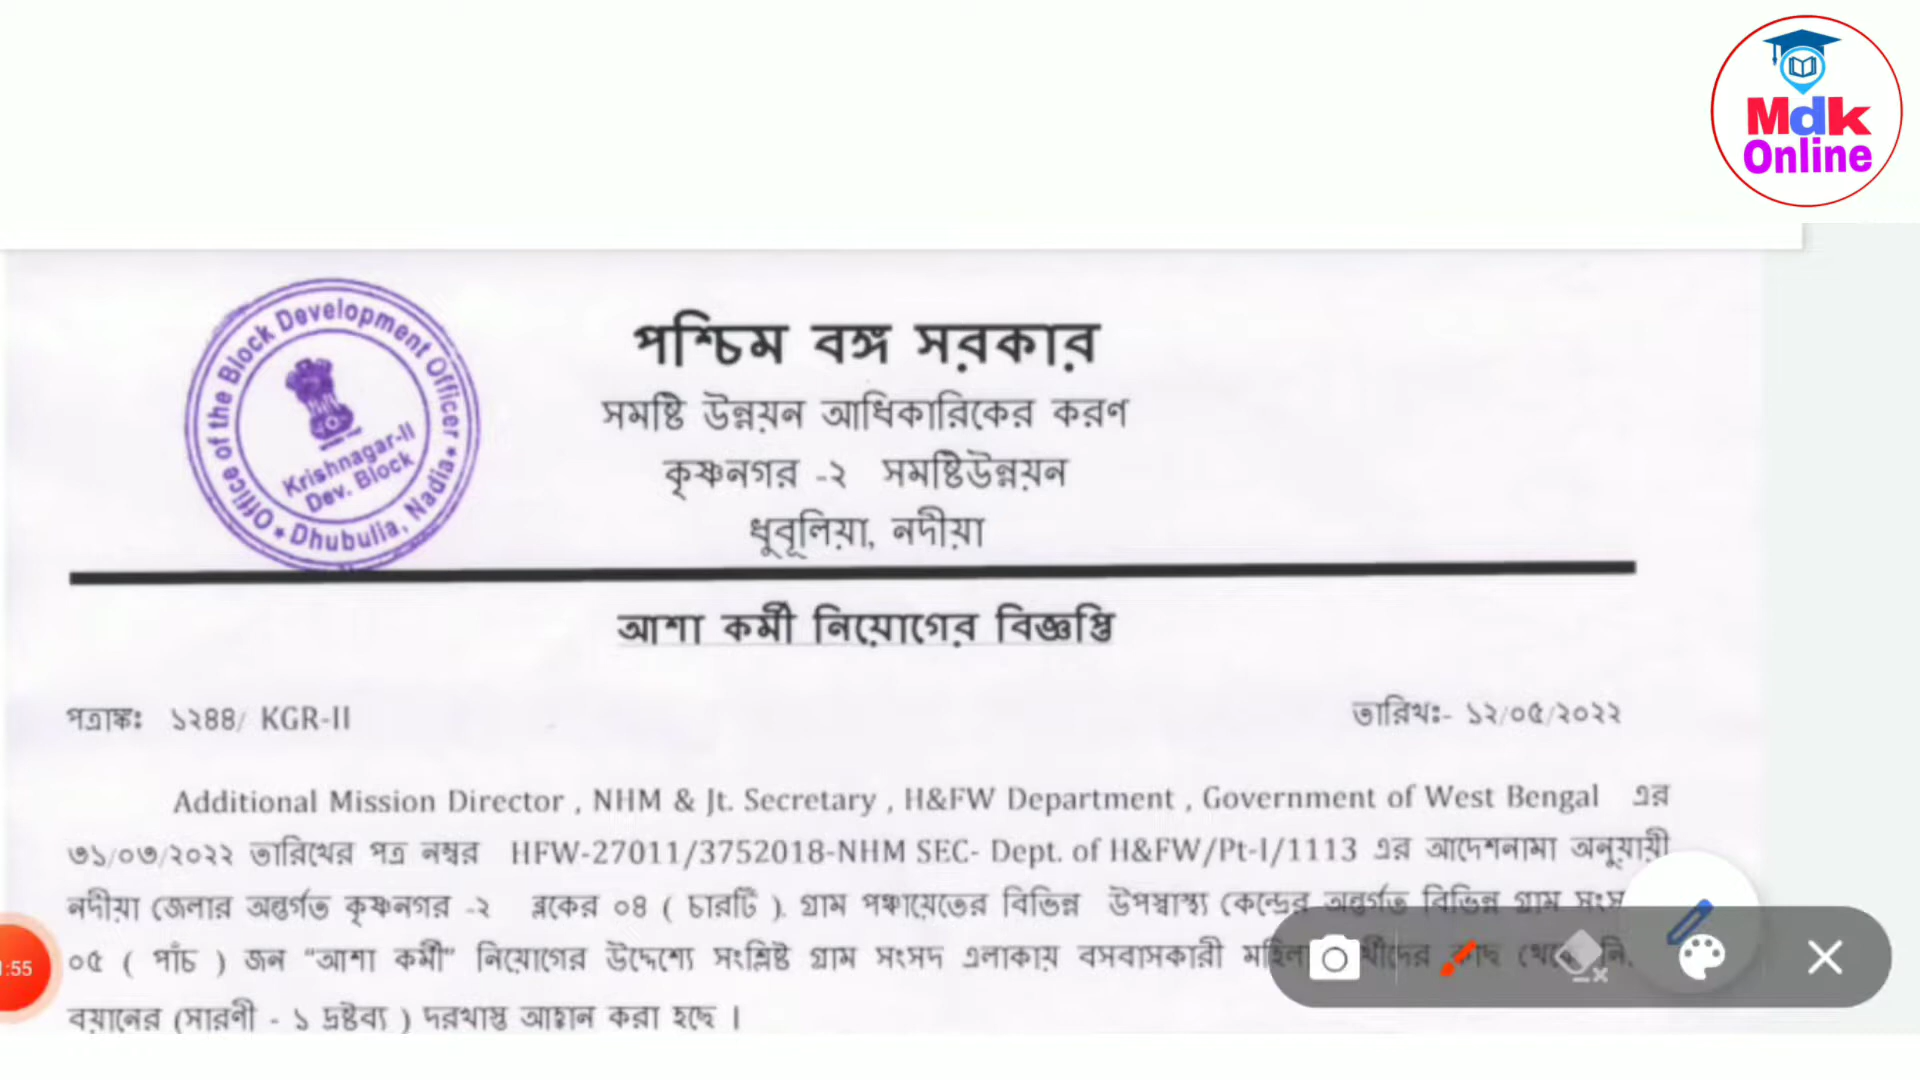 Mdk
Online
Office of the Block Development Officer
Krishnagar-II
Dev. Block
Dhubulia, Nadia
পশ্চিম বঙ্গ সরকার
সমষ্টি উন্নয়ন আধিকারিকের করণ
কৃষ্ণনগর -২ সমষ্টিউন্নয়ন
ধুবূলিয়া, নদীয়া
আশা কর্মী নিয়োগের বিজ্ঞপ্তি
পত্রাঙ্কঃ ১২৪৪/ KGR-II তারিখঃ- ১২/০৫/২০২২
Additional Mission Director , NHM & Jt. Secretary , H&FW Department , Government of West Bengal এর
৩১/০৩/২০২২ তারিখের পত্র নম্বর HFW-27011/3752018-NHM SEC- Dept. of H&FW/Pt-I/1113 এর আদেশনামা অনুযায়ী
নদীয়া জেলার অন্তর্গত কৃষ্ণনগর -২ ব্লকের ০৪ ( চারটি ). গ্রাম পঞ্চায়েতের বিভিন্ন উপস্বাস্থ্য কেন্দ্রের অন্তর্গত বিভিন্ন গ্রাম
০৫ ( পাঁচ ) জন “আশা কর্মী” নিয়োগের উদ্দেশ্যে সংশ্লিষ্ট গ্রাম সংসদ এলাকায় বসবাসকারী
বয়ানের (সারণী - ১ দ্রষ্টব্য ) দরখাস্ত আহ্বান করা হচ্ছে ।
:55